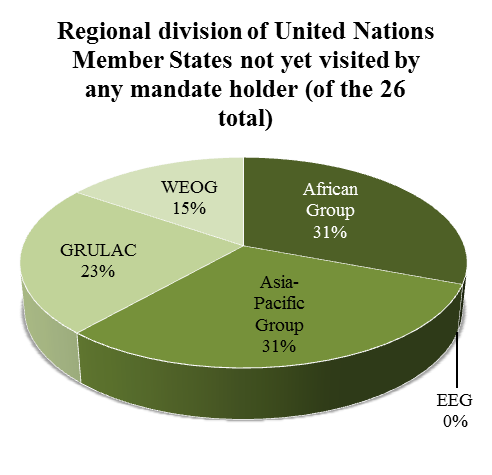 Regional division of United Nations
Member States not yet visited by
any mandate holder (of the 26
total)
WEOG
15%
African
Group
31%
GRULAC
23%
Asia-
Pacific
Group
31%
EEG
0%